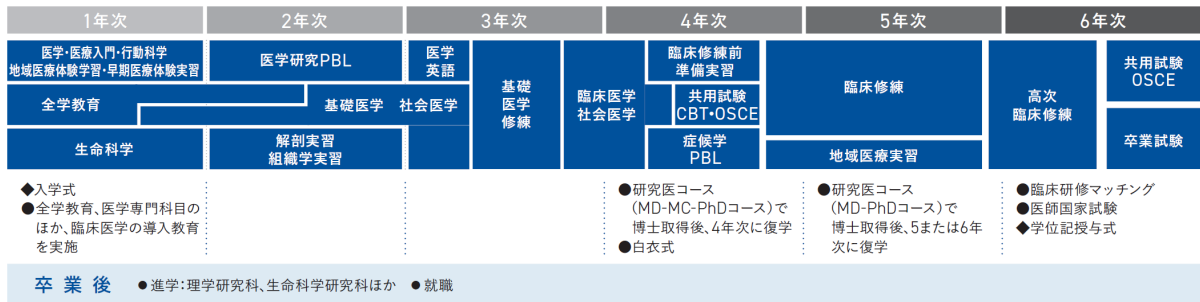 1年次
2年次
3年次
4年次
5年次
6年次
医学・医療入門・行動科学
地域医療体験学習・早期医療体験実習
全学教育
生命科学
医学研究PBL
基礎医学 社会医学
解剖実習
組織学実習
医学
英語
基礎
医学
修練
臨床医学
社会医学
臨床修練前
準備実習
共用試験
CBT・OSCE
症候学
PBL
臨床修練
地域医療実習
高次
臨床修練
共用試験
OSCE
卒業試験
◆入学式
●全学教育、医学専門科目の
ほか、臨床医学の導入教育
を実施
●研究医コース
（MD-MC-PhDコース）で
博士取得後、4年次に復学
●白衣式
●研究医コース
（MD-PhDコース）で
博士取得後、5または6年
次に復学
●臨床研修マッチング
●医師国家試験
◆学位記授与式
卒業後 ●進学：理学研究科、生命科学研究科ほか ●就職